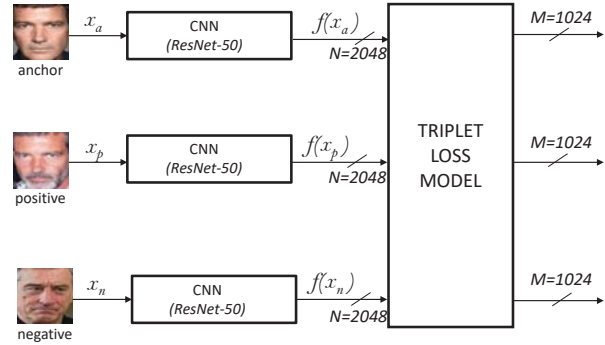 x_a
CNN
(ResNet-50)
f(x_a)
N=2048
M=1024
anchor
x_p
CNN
(ResNet-50)
f(x_p)
N=2048
TRIPLET
LOSS
MODEL
M=1024
positive
x_n
CNN
(ResNet-50)
f(x_n)
N=2048
M=1024
negative